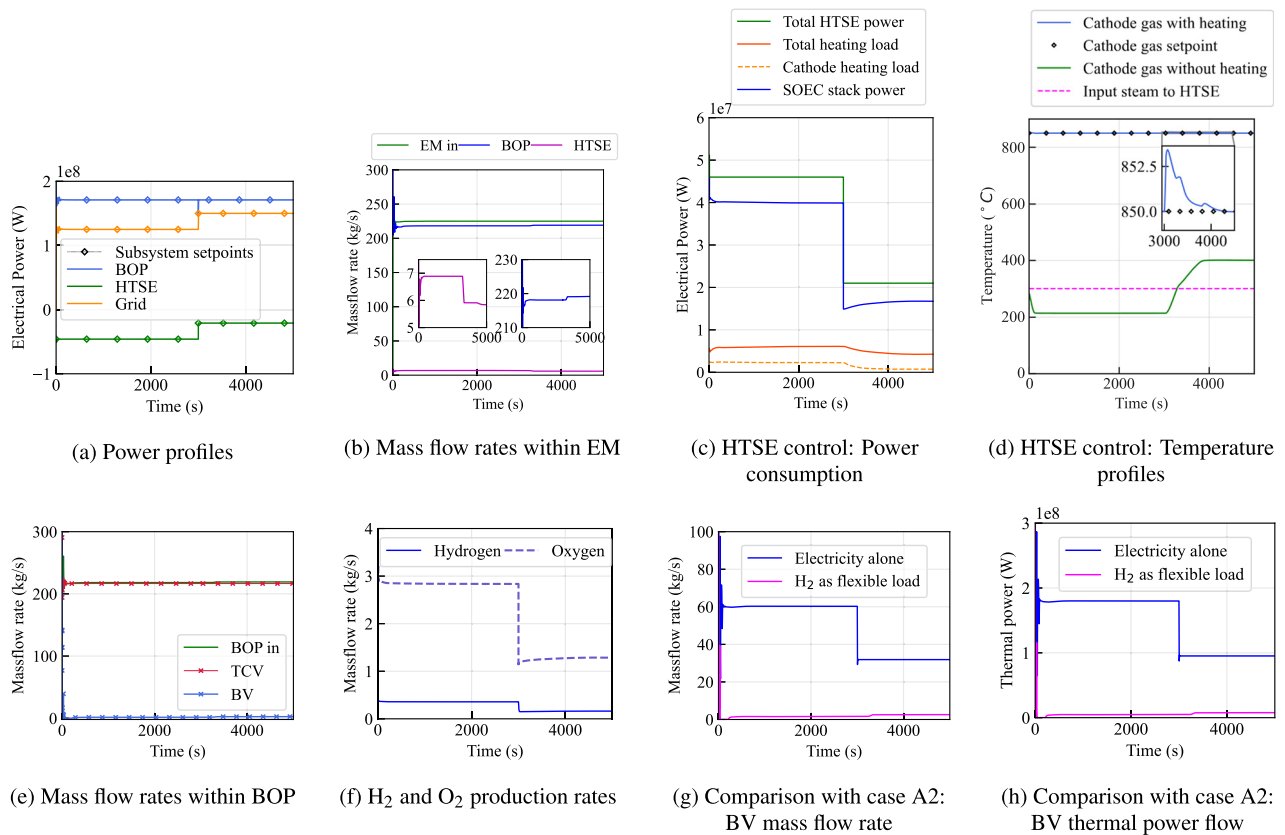 1e8
2
1
0
−1
Electrical Power (W)
Subsystem setpoints
BOP
HTSE
Grid
0
2000
4000
Time (s)
(a) Power profiles
EM in
BOP
HTSE
300
250
200
150
100
50
0
Massflow rate (kg/s)
7
6
5
0
5000
230
220
210
0
5000
0
2000
4000
Time (s)
(b) Mass flow rates within EM
Total HTSE power
Total heating load
Cathode heating load
SOEC stack power
1e7
6
5
4
3
2
1
0
Electrical Power (W)
0
2000
4000
Time (s)
(c) HTSE control: Power
consumption
Cathode gas with heating
Cathode gas setpoint
Cathode gas without heating
Input steam to HTSE
800
600
400
200
0
Temperature (°C)
852.5
850.0
3000
4000
0
2000
4000
Time (s)
(d) HTSE control: Temperature
profiles
300
200
100
0
Massflow rate (kg/s)
BOP in
TCV
BV
0
2000
4000
Time (s)
(e) Mass flow rates within BOP
4
3
2
1
0
Massflow rate (kg/s)
Hydrogen
Oxygen
0
2000
4000
Time (s)
(f) H₂ and O₂ production rates
100
80
60
40
20
0
Massflow rate (kg/s)
Electricity alone
H₂ as flexible load
0
2000
4000
Time (s)
(g) Comparison with case A2:
BV mass flow rate
1e8
3
2
1
0
Thermal power (W)
Electricity alone
H₂ as flexible load
0
2000
4000
Time (s)
(h) Comparison with case A2:
BV thermal power flow